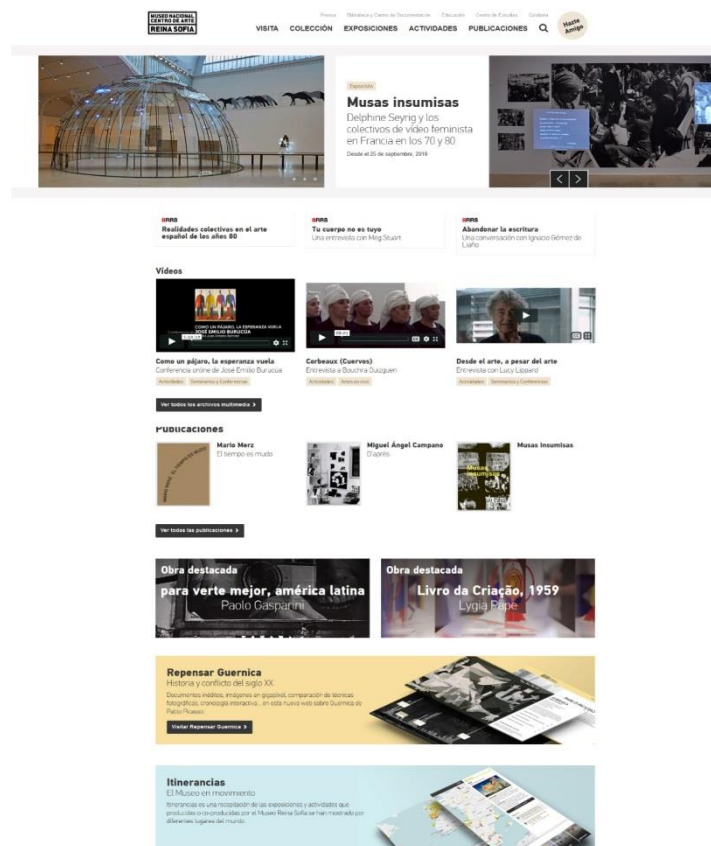 MUSEO NACIONAL
CENTRO DE ARTE
REINA SOFIA
Prensa Biblioteca y Centro de Documentación Educación Centro de Estudios Colabora
VISITA COLECCIÓN EXPOSICIONES ACTIVIDADES PUBLICACIONES
Hazte
Amigo
Exposición
Musas insumisas
Delphine Seyrig y los
colectivos de vídeo feminista
en Francia en los 70 y 80
Desde el 25 de septiembre, 2019
RRS
Realidades colectivas en el arte
español de los años 80
RRS
Tu cuerpo no es tuyo
Una entrevista con Meg Stuart
RRS
Abandonar la escritura
Una conversación con Ignacio Gómez de
Liaño
Vídeos
COMO UN PÁJARO, LA ESPERANZA VUELA
JOSÉ EMILIO BURUCÚA
Como un pájaro, la esperanza vuela
Conferencia online de José Emilio Burucúa
Actividades Seminarios y Conferencias
Corbeaux (Cuervos)
Entrevista a Bouchra Ouizguen
Actividades Artes en vivo
Desde el arte, a pesar del arte
Entrevista con Lucy Lippard
Actividades Seminarios y Conferencias
Ver todos los archivos multimedia
Publicaciones
Mario Merz
El tiempo es mudo
Miguel Ángel Campano
D'après
Musas
insumisas
Musas Insumisas
Ver todas las publicaciones
Obra destacada
para verte mejor, américa latina
Paolo Gasparini
Obra destacada
Livro da Criação, 1959
Lygia Pape
Repensar Guernica
Historia y conflicto del siglo XX
Documentos inéditos, imágenes en gigapíxel, comparación de técnicas
fotográficas, cronología interactiva... en esta nueva web sobre Guernica de
Pablo Picasso.
Visitar Repensar Guernica
Itinerancias
El Museo en movimiento
Itinerancias es una recopilación de las exposiciones y actividades que
producidas o co-producidas por el Museo Reina Sofía se han mostrado por
diferentes lugares del mundo.